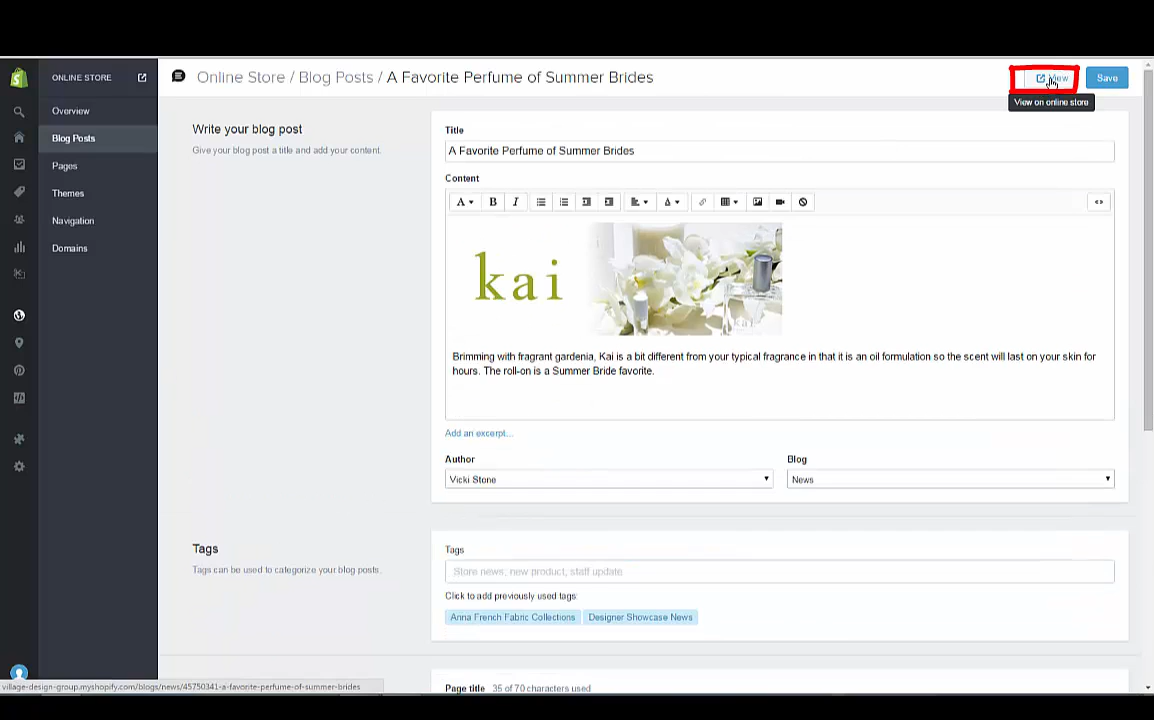 ONLINE STORE
Online Store / Blog Posts / A Favorite Perfume of Summer Brides
View
Save
View on online store
Overview
Blog Posts
Pages
Themes
Navigation
Domains
Write your blog post
Give your blog post a title and add your content.
Title
A Favorite Perfume of Summer Brides
Content
A
B
I
A
kai
kai
Brimming with fragrant gardenia, Kai is a bit different from your typical fragrance in that it is an oil formulation so the scent will last on your skin for
hours. The roll-on is a Summer Bride favorite.
Add an excerpt...
Author
Blog
Vicki Stone
News
Tags
Tags can be used to categorize your blog posts.
Tags
Store news, new product, staff update
Click to add previously used tags:
Anna French Fabric Collections
Designer Showcase News
Page title
35 of 70 characters used
village-design-group.myshopify.com/blogs/news/45750341-a-favorite-perfume-of-summer-brides